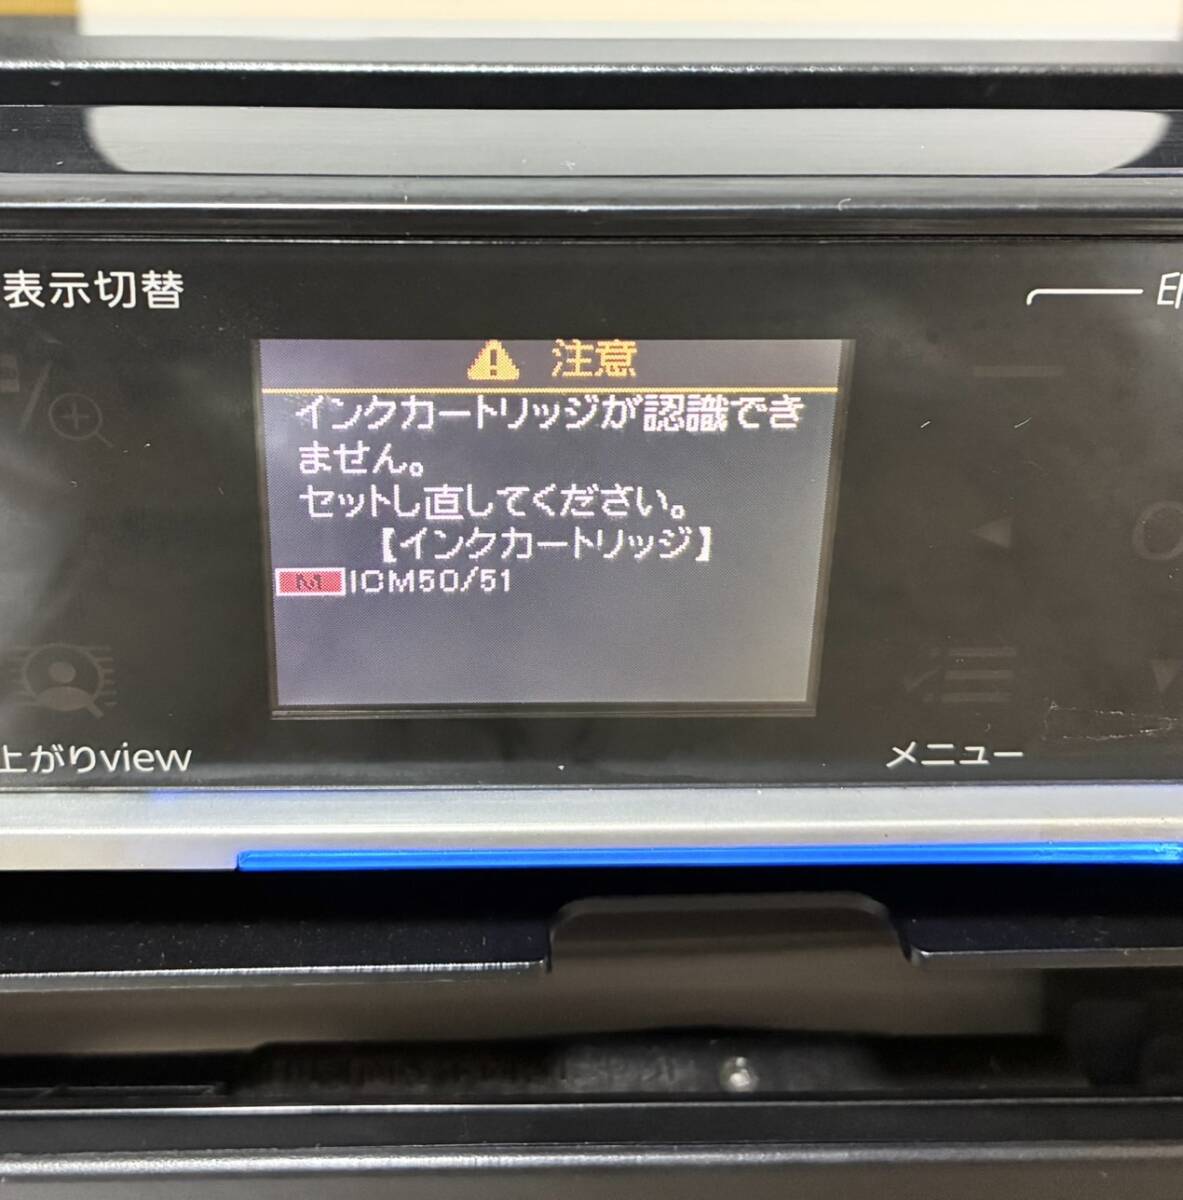 表示切替
印
注意
インクカートリッジが認識でき
ません。
セットし直してください。
【インクカートリッジ】
M ICM50/51
上がりview
メニュー